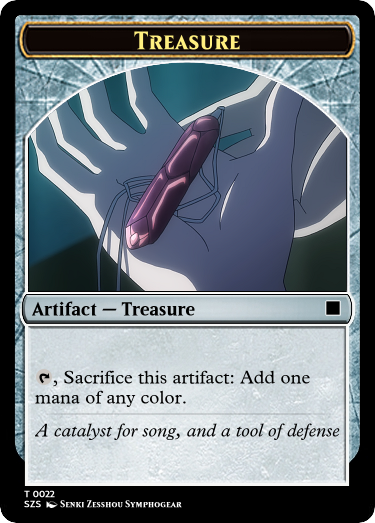 TREASURE
Artifact — Treasure
, Sacrifice this artifact: Add one
mana of any color.
A catalyst for song, and a tool of defense
T 0022
SZS SENKI ZESSHOU SYMPHOGEAR